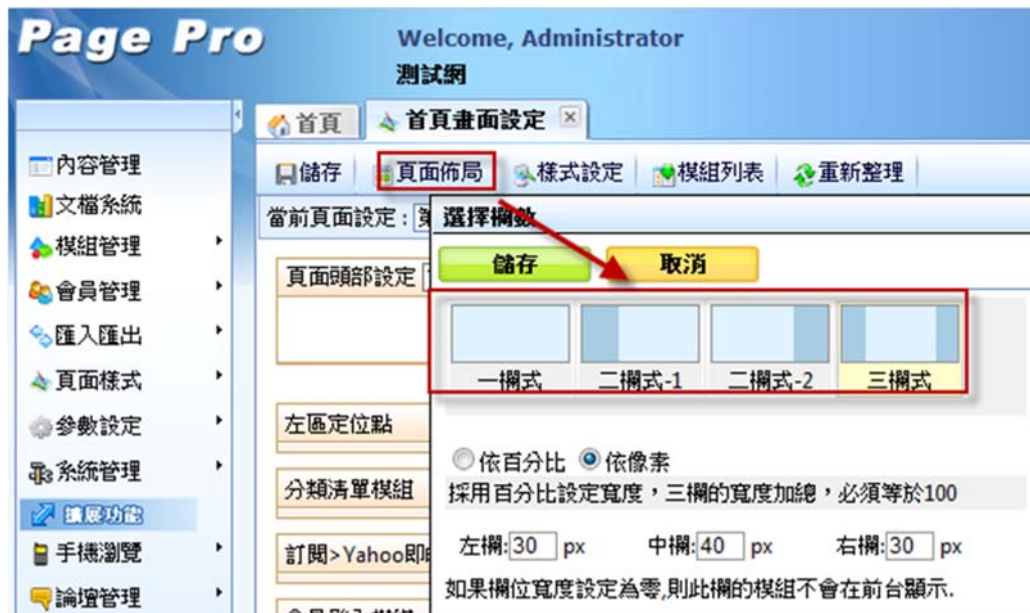 Page Pro
Welcome, Administrator
測試網
首頁
首頁畫面設定
儲存
頁面佈局
樣式設定
模組列表
重新整理
當前頁面設定：
選擇欄數
儲存
取消
一欄式
二欄式-1
二欄式-2
三欄式
依百分比
依像素
採用百分比設定寬度，三欄的寬度加總，必須等於100
左欄:30 px
中欄:40 px
右欄:30 px
如果欄位寬度設定為零,則此欄的模組不會在前台顯示.
內容管理
文檔系統
模組管理
會員管理
匯入匯出
頁面樣式
參數設定
系統管理
擴展功能
手機瀏覽
論壇管理
頁面頭部設定
左區定位點
分類清單模組
訂閱>Yahoo即